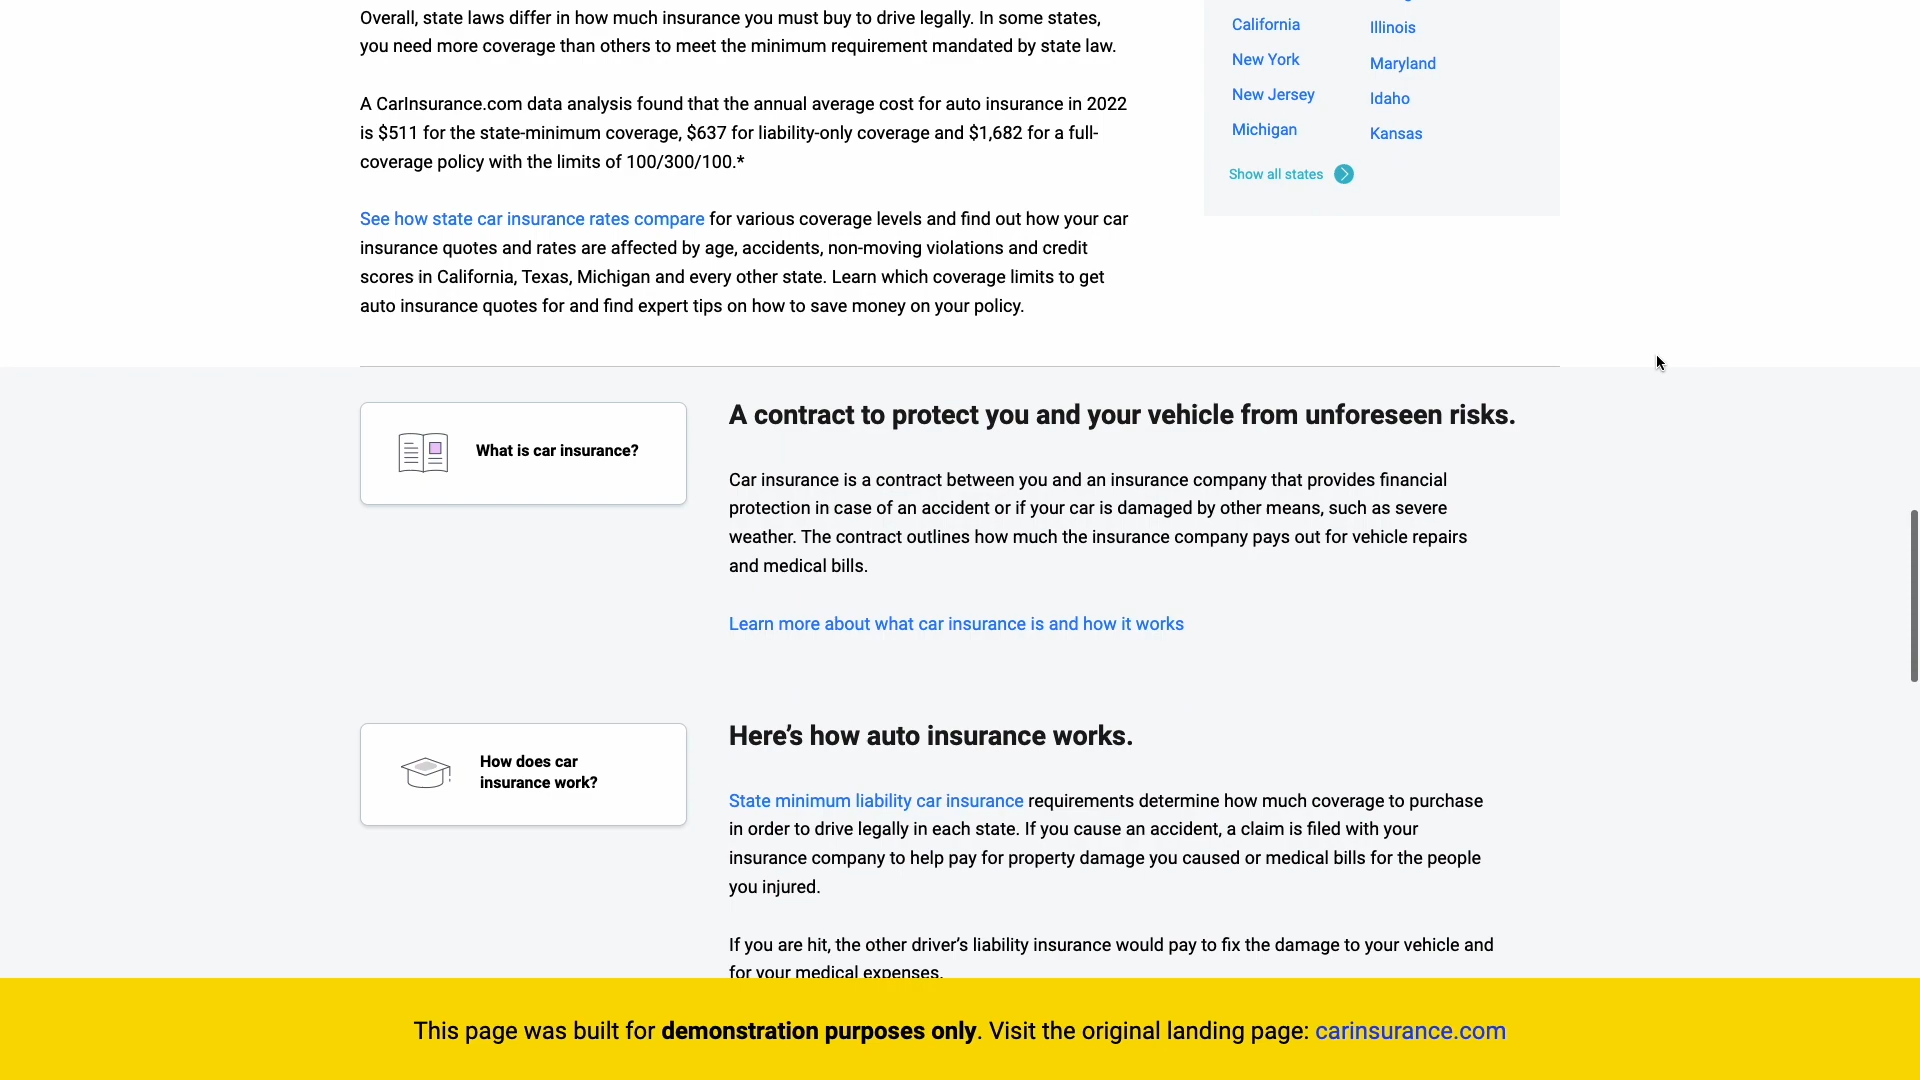 Overall, state laws differ in how much insurance you must buy to drive legally. In some states,
you need more coverage than others to meet the minimum requirement mandated by state law.
A CarInsurance.com data analysis found that the annual average cost for auto insurance in 2022
is $511 for the state-minimum coverage, $637 for liability-only coverage and $1,682 for a full-
coverage policy with the limits of 100/300/100.*
See how state car insurance rates compare for various coverage levels and find out how your car
insurance quotes and rates are affected by age, accidents, non-moving violations and credit
scores in California, Texas, Michigan and every other state. Learn which coverage limits to get
auto insurance quotes for and find expert tips on how to save money on your policy.
California
New York
New Jersey
Michigan
Illinois
Maryland
Idaho
Kansas
Show all states
What is car insurance?
A contract to protect you and your vehicle from unforeseen risks.
Car insurance is a contract between you and an insurance company that provides financial
protection in case of an accident or if your car is damaged by other means, such as severe
weather. The contract outlines how much the insurance company pays out for vehicle repairs
and medical bills.
Learn more about what car insurance is and how it works
How does car
insurance work?
Here’s how auto insurance works.
State minimum liability car insurance requirements determine how much coverage to purchase
in order to drive legally in each state. If you cause an accident, a claim is filed with your
insurance company to help pay for property damage you caused or medical bills for the people
you injured.
If you are hit, the other driver’s liability insurance would pay to fix the damage to your vehicle and
for your medical expenses.
This page was built for demonstration purposes only. Visit the original landing page: carinsurance.com